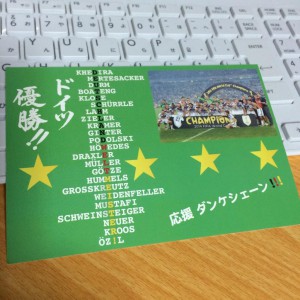 ドイツ
優勝!!
KHEDIRA
MERTESACKER
DURM
BOATENG
KLOSE
SCHÜRRLE
LAHM
ZIELER
KRAMER
GINTER
PODOLSKI
HÖWEDES
DRAXLER
MÜLLER
GÖTZE
HUMMELS
GROSSKREUTZ
WEIDENFELLER
MUSTAFI
SCHWEINSTEIGER
NEUER
KROOS
ÖZIL
CHAMPION
応援 ダンケシェーン!!!